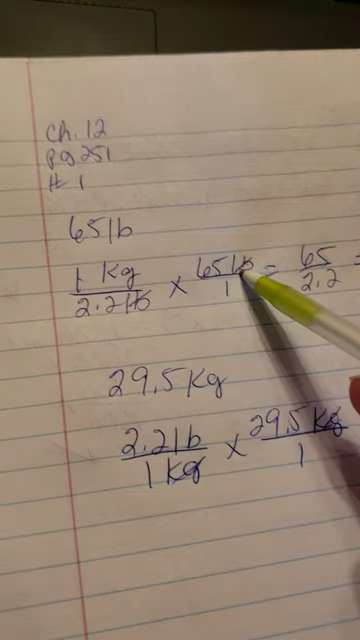 Ch. 12
Pg 251
# 1
65 lb
1 Kg / 2.2 lb × 65 lb / 1 = 65 / 2.2 =
29.5 Kg
2.2 lb / 1 kg × 29.5 Kg / 1